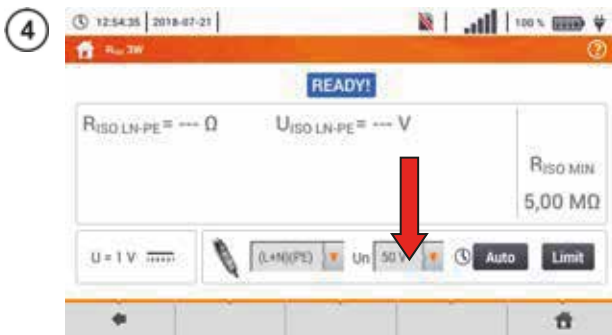 4
12:54:35 2018-07-21 100 %
RISO 3W ?
READY!
RISO LN-PE = --- Ω UISO LN-PE = --- V
RISO MIN
5,00 MΩ
U = 1 V (L+N)(PE) Un 50 V Auto Limit